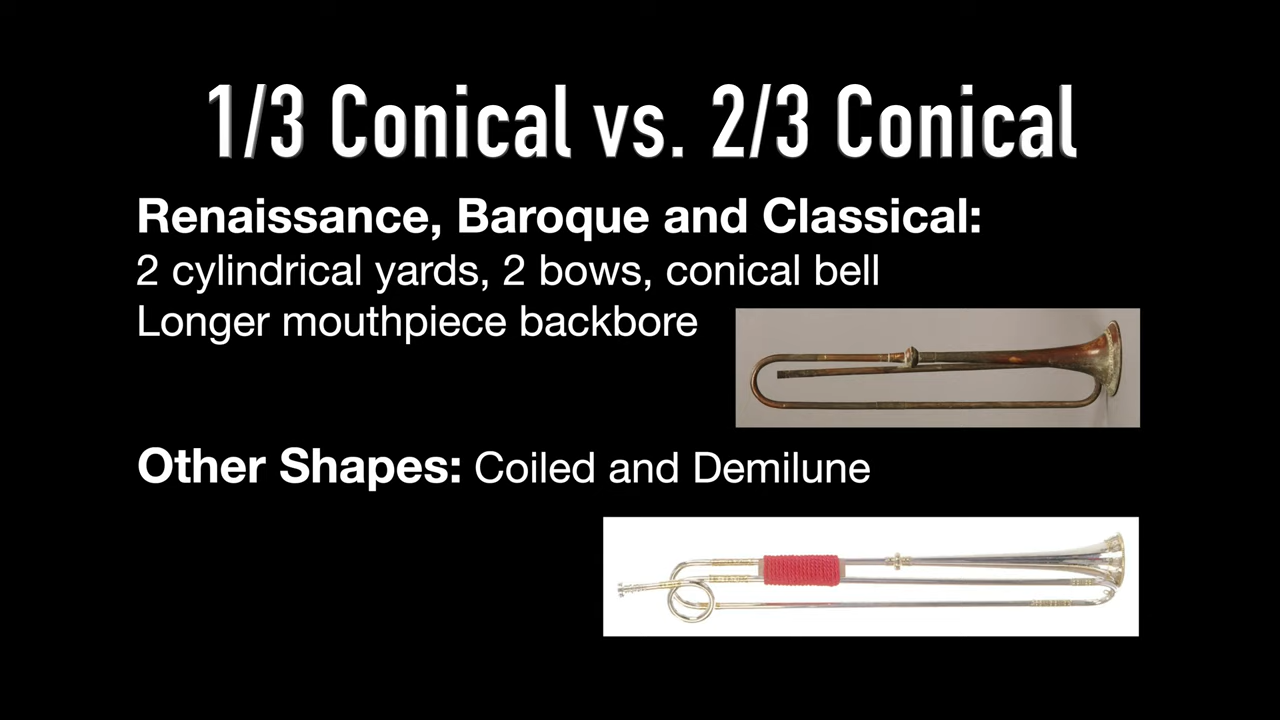 1/3 Conical vs. 2/3 Conical
Renaissance, Baroque and Classical:
2 cylindrical yards, 2 bows, conical bell
Longer mouthpiece backbore
Other Shapes: Coiled and Demilune